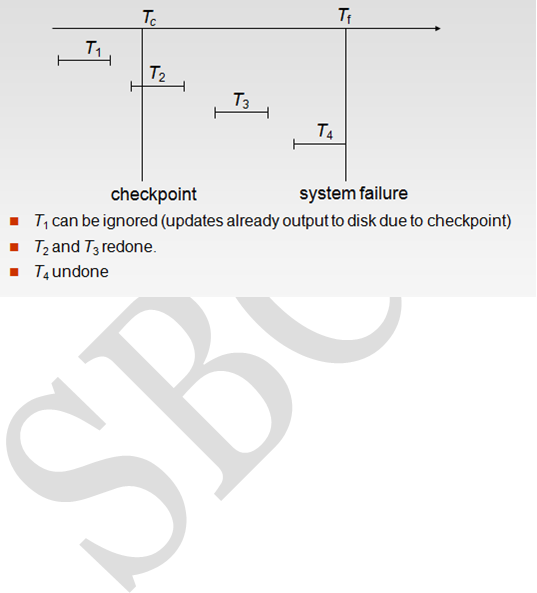 Tc Tf
T1
T2
T3
T4
checkpoint system failure
T1 can be ignored (updates already output to disk due to checkpoint)
T2 and T3 redone.
T4 undone